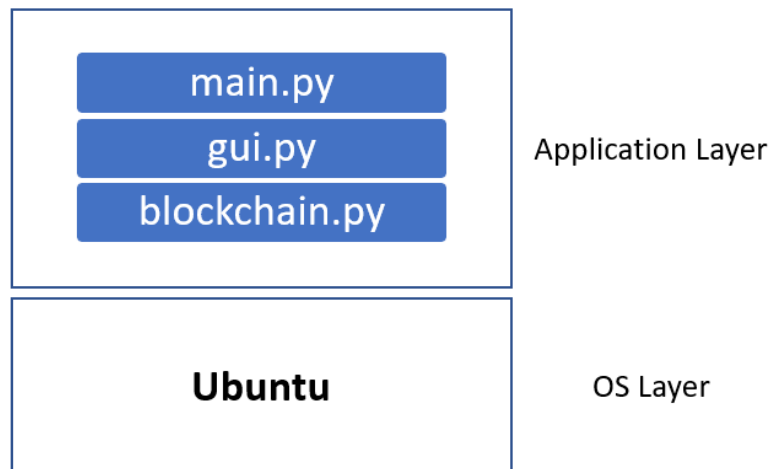 main.py
gui.py
Application Layer
blockchain.py
Ubuntu
OS Layer